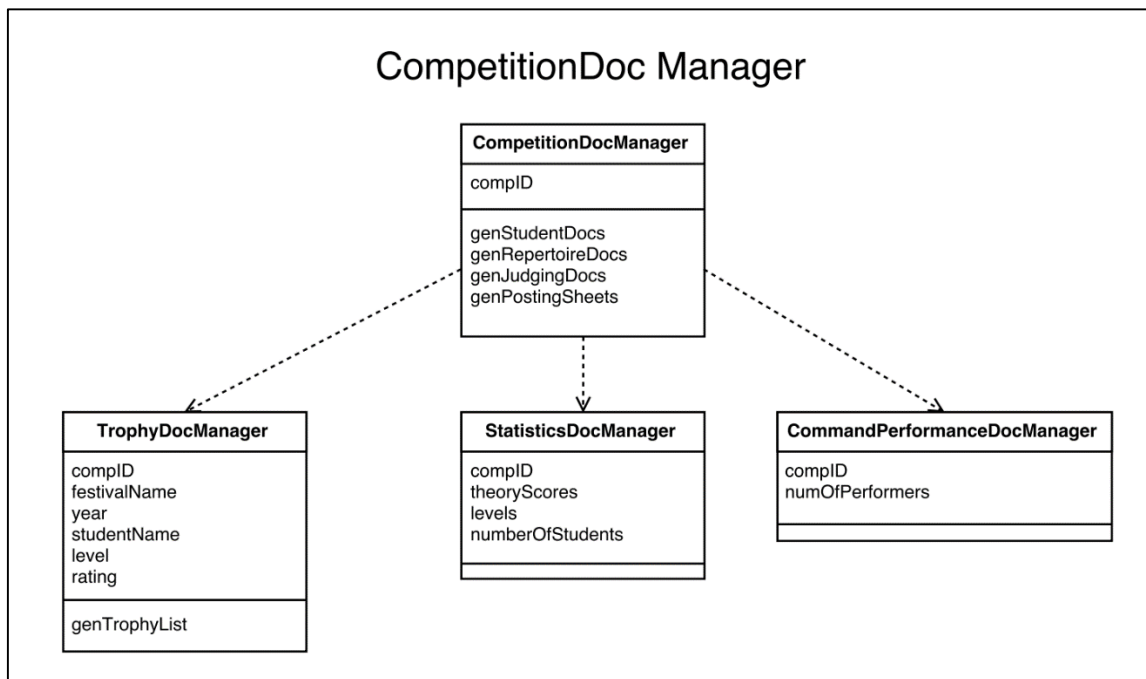 CompetitionDoc Manager
CompetitionDocManager
compID
genStudentDocs
genRepertoireDocs
genJudgingDocs
genPostingSheets
TrophyDocManager
compID
festivalName
year
studentName
level
rating
genTrophyList
StatisticsDocManager
compID
theoryScores
levels
numberOfStudents
CommandPerformanceDocManager
compID
numOfPerformers